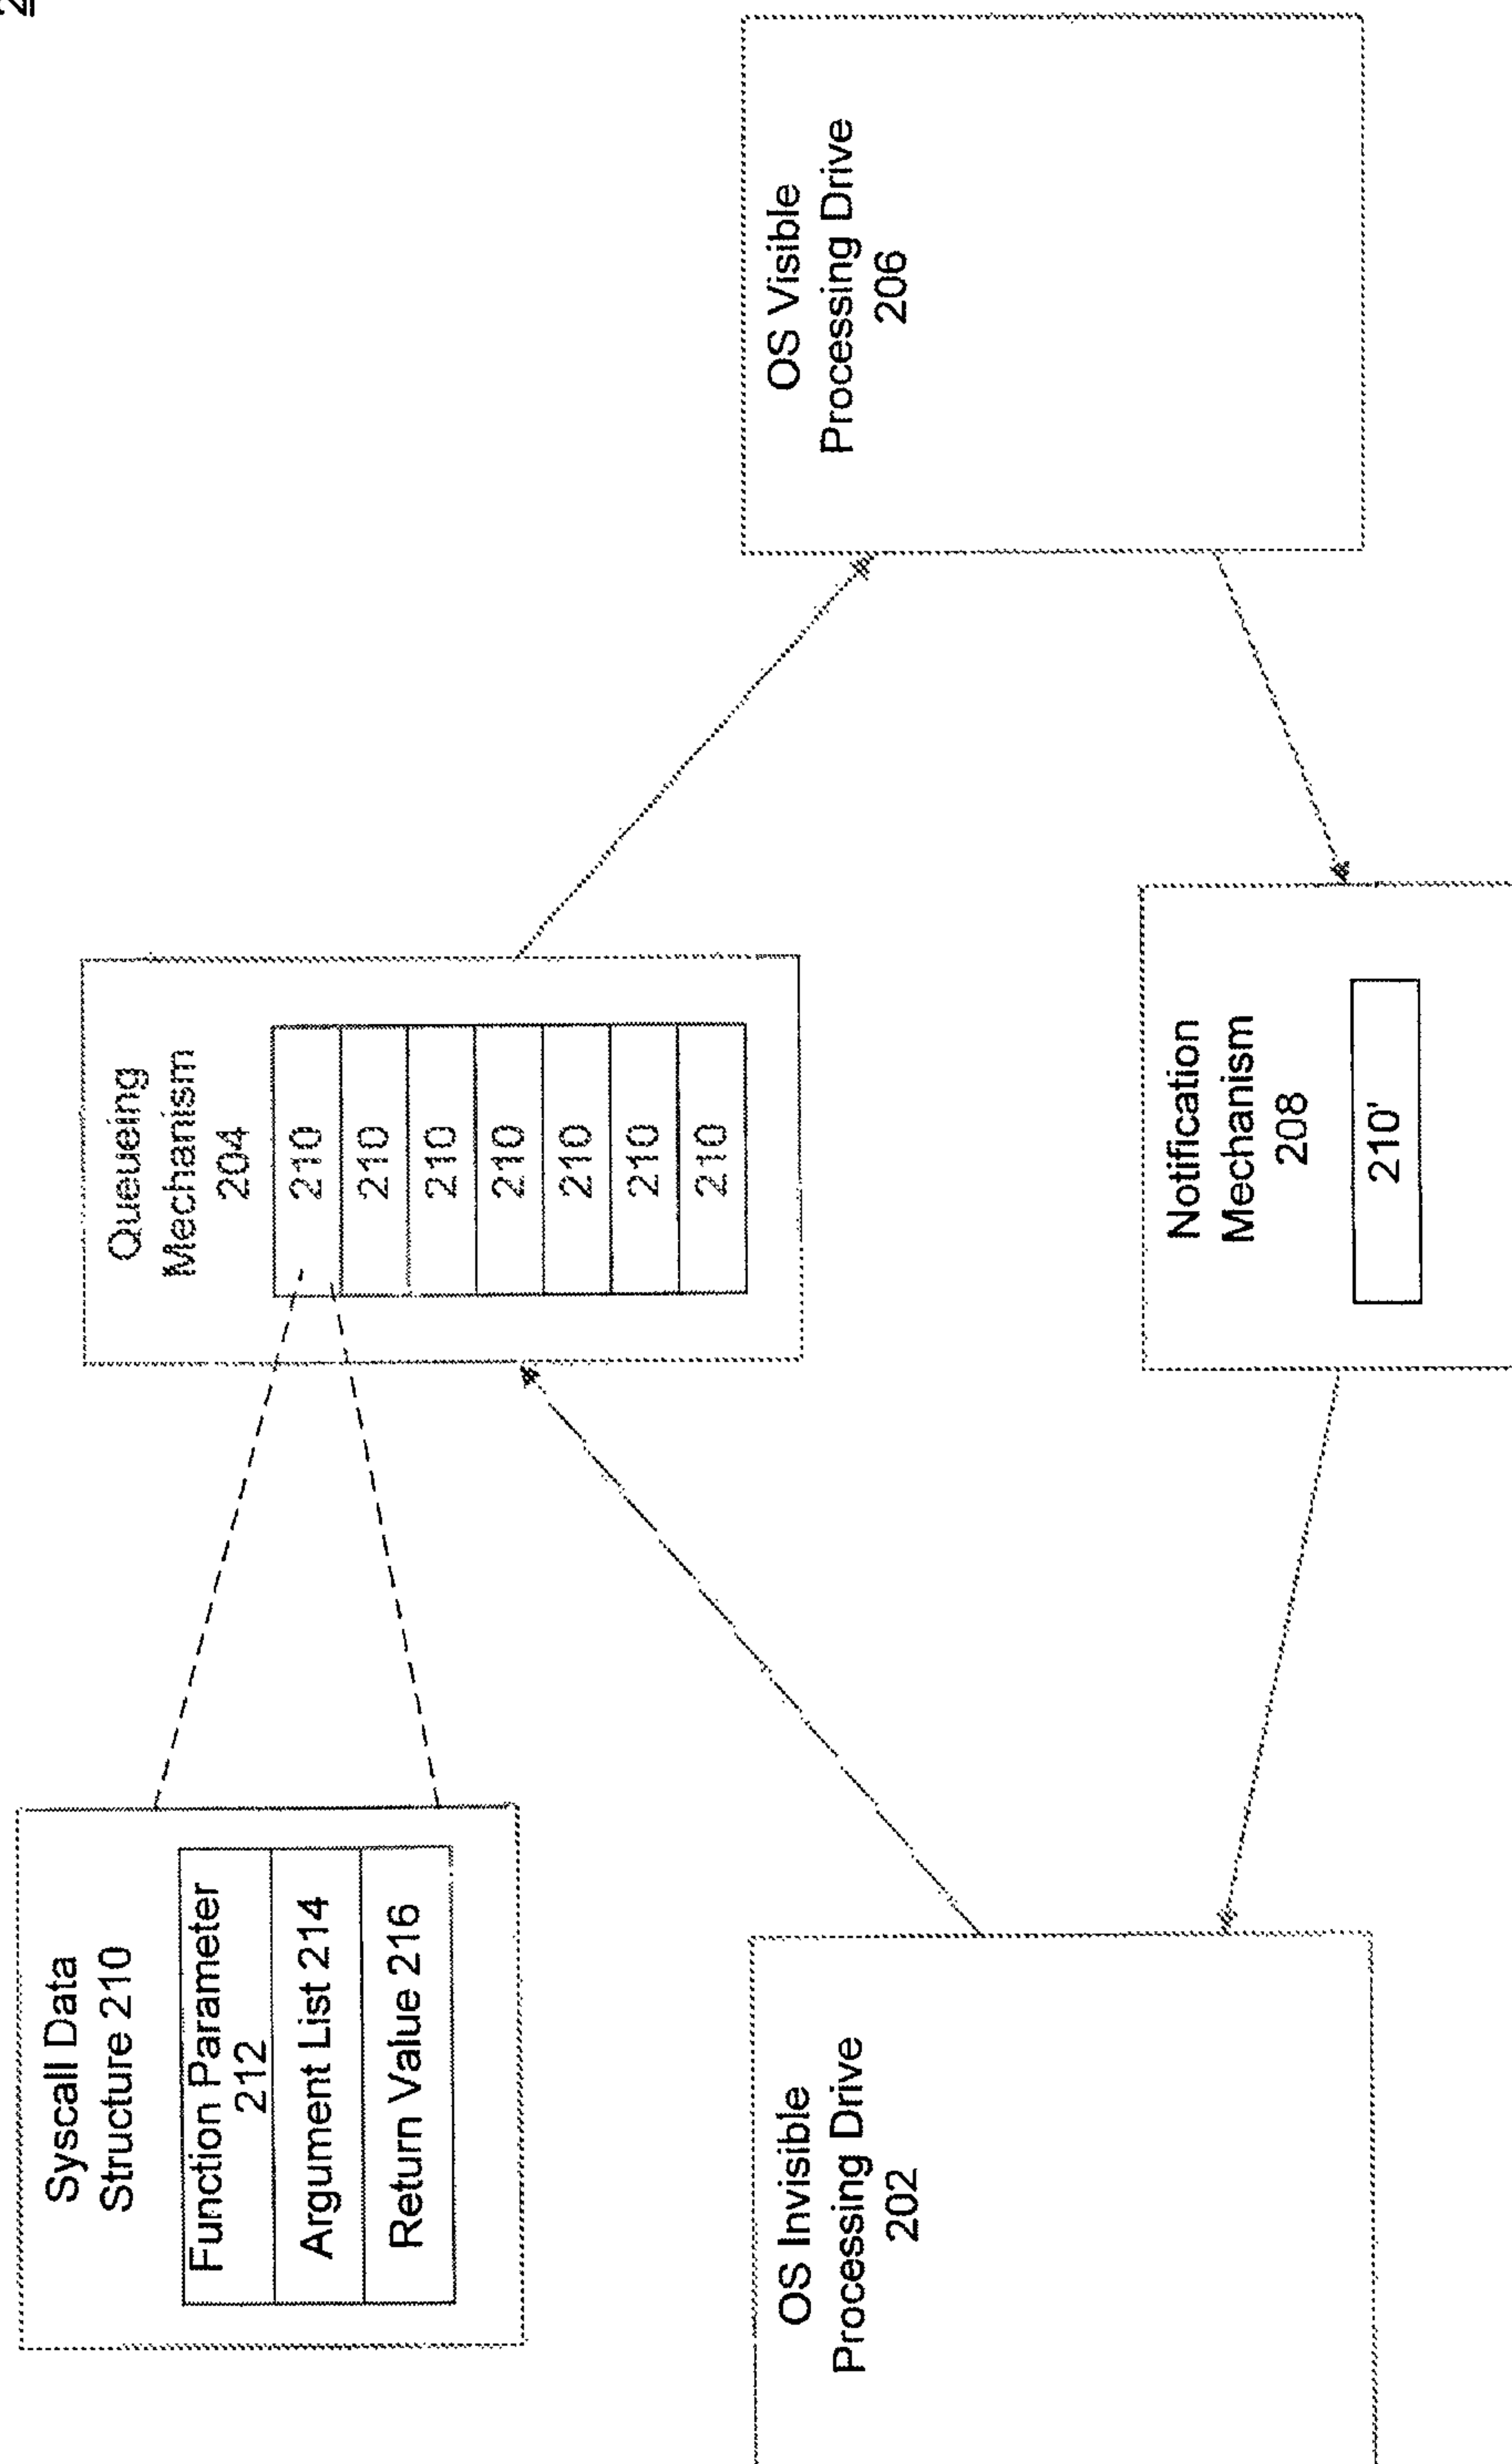 Syscall Data
Structure 210
Function Parameter
212
Argument List 214
Return Value 216
Queueing
Mechanism
204
210
210
210
210
210
210
210
OS Invisible
Processing Drive
202
OS Visible
Processing Drive
206
Notification
Mechanism
208
210'